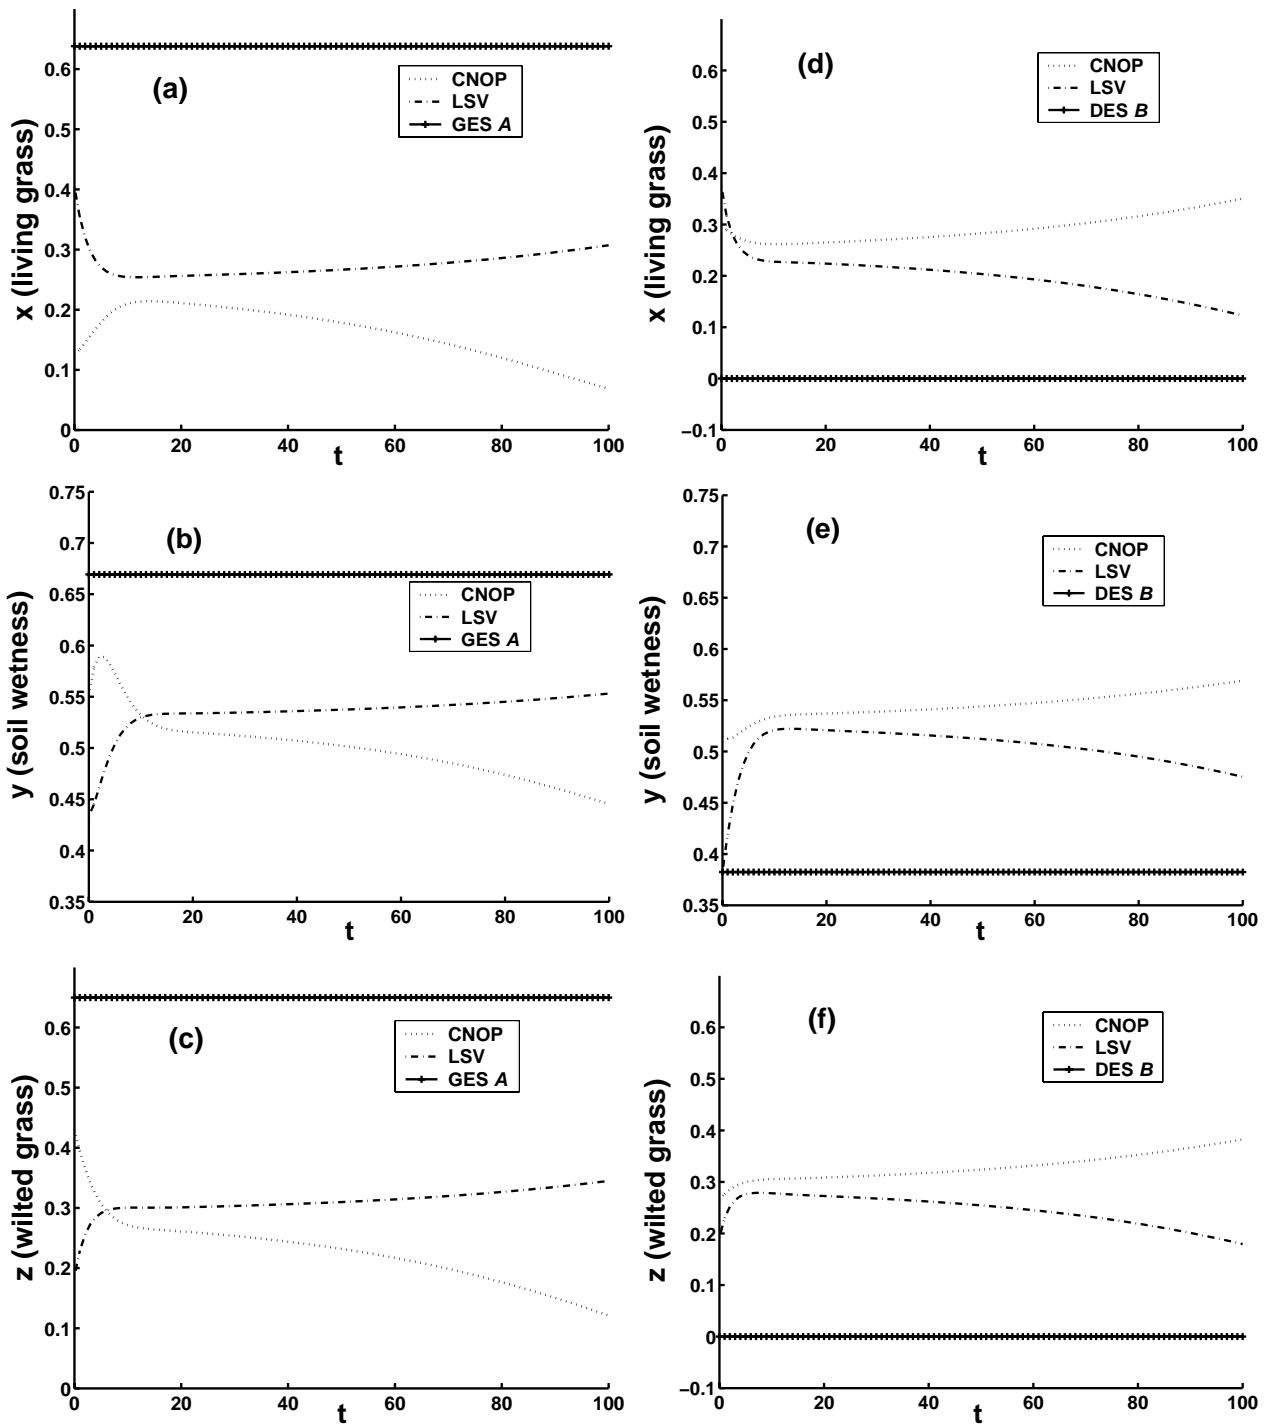 (a)
x (living grass)
0.6
0.5
0.4
0.3
0.2
0.1
0
CNOP
LSV
GES A
0 20 40 60 80 100
t
(d)
x (living grass)
0.6
0.5
0.4
0.3
0.2
0.1
0
−0.1
CNOP
LSV
DES B
0 20 40 60 80 100
t
(b)
y (soil wetness)
0.75
0.7
0.65
0.6
0.55
0.5
0.45
0.4
0.35
CNOP
LSV
GES A
0 20 40 60 80 100
t
(e)
y (soil wetness)
0.75
0.7
0.65
0.6
0.55
0.5
0.45
0.4
0.35
CNOP
LSV
DES B
0 20 40 60 80 100
t
(c)
z (wilted grass)
0.6
0.5
0.4
0.3
0.2
0.1
0
CNOP
LSV
GES A
0 20 40 60 80 100
t
(f)
z (wilted grass)
0.6
0.5
0.4
0.3
0.2
0.1
0
−0.1
CNOP
LSV
DES B
0 20 40 60 80 100
t